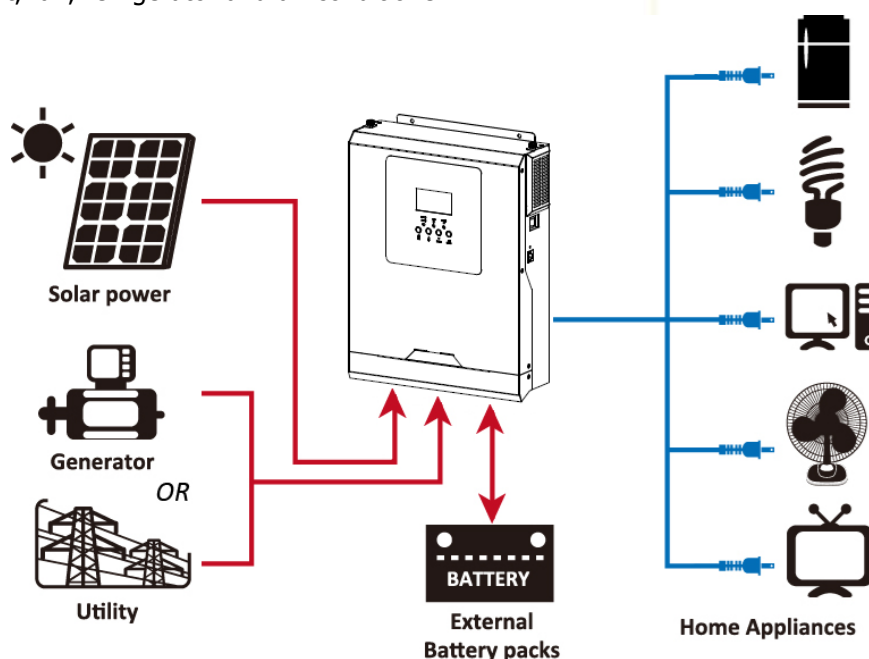 Solar power
Generator
OR
Utility
BATTERY
External
Battery packs
Home Appliances